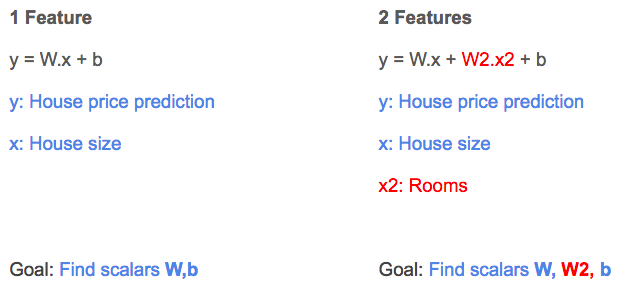 1 Feature
y = W.x + b
y: House price prediction
x: House size
Goal: Find scalars W,b
2 Features
y = W.x + W2.x2 + b
y: House price prediction
x: House size
x2: Rooms
Goal: Find scalars W, W2, b